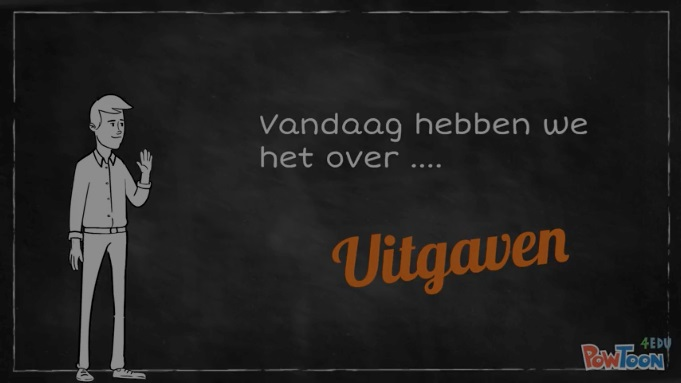 Vandaag hebben we
het over ....
Uitgaven
4EDU
POWTOON